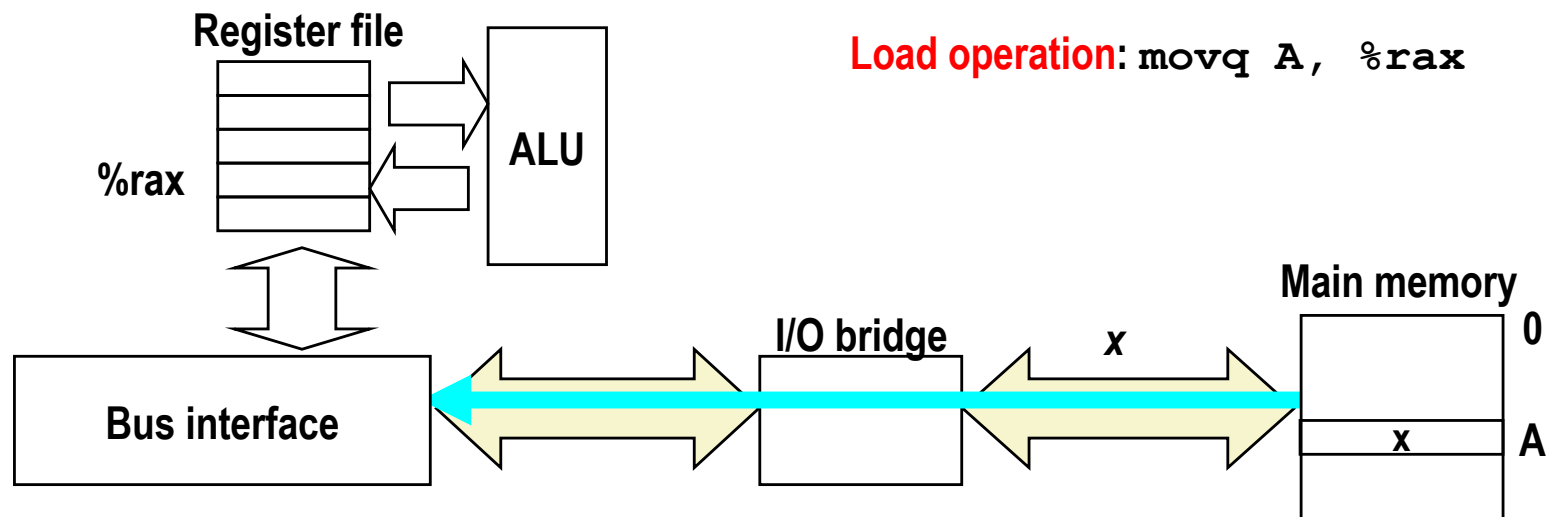 Register file
Load operation: movq A, %rax
ALU
%rax
Main memory
0
I/O bridge
x
Bus interface
x
A